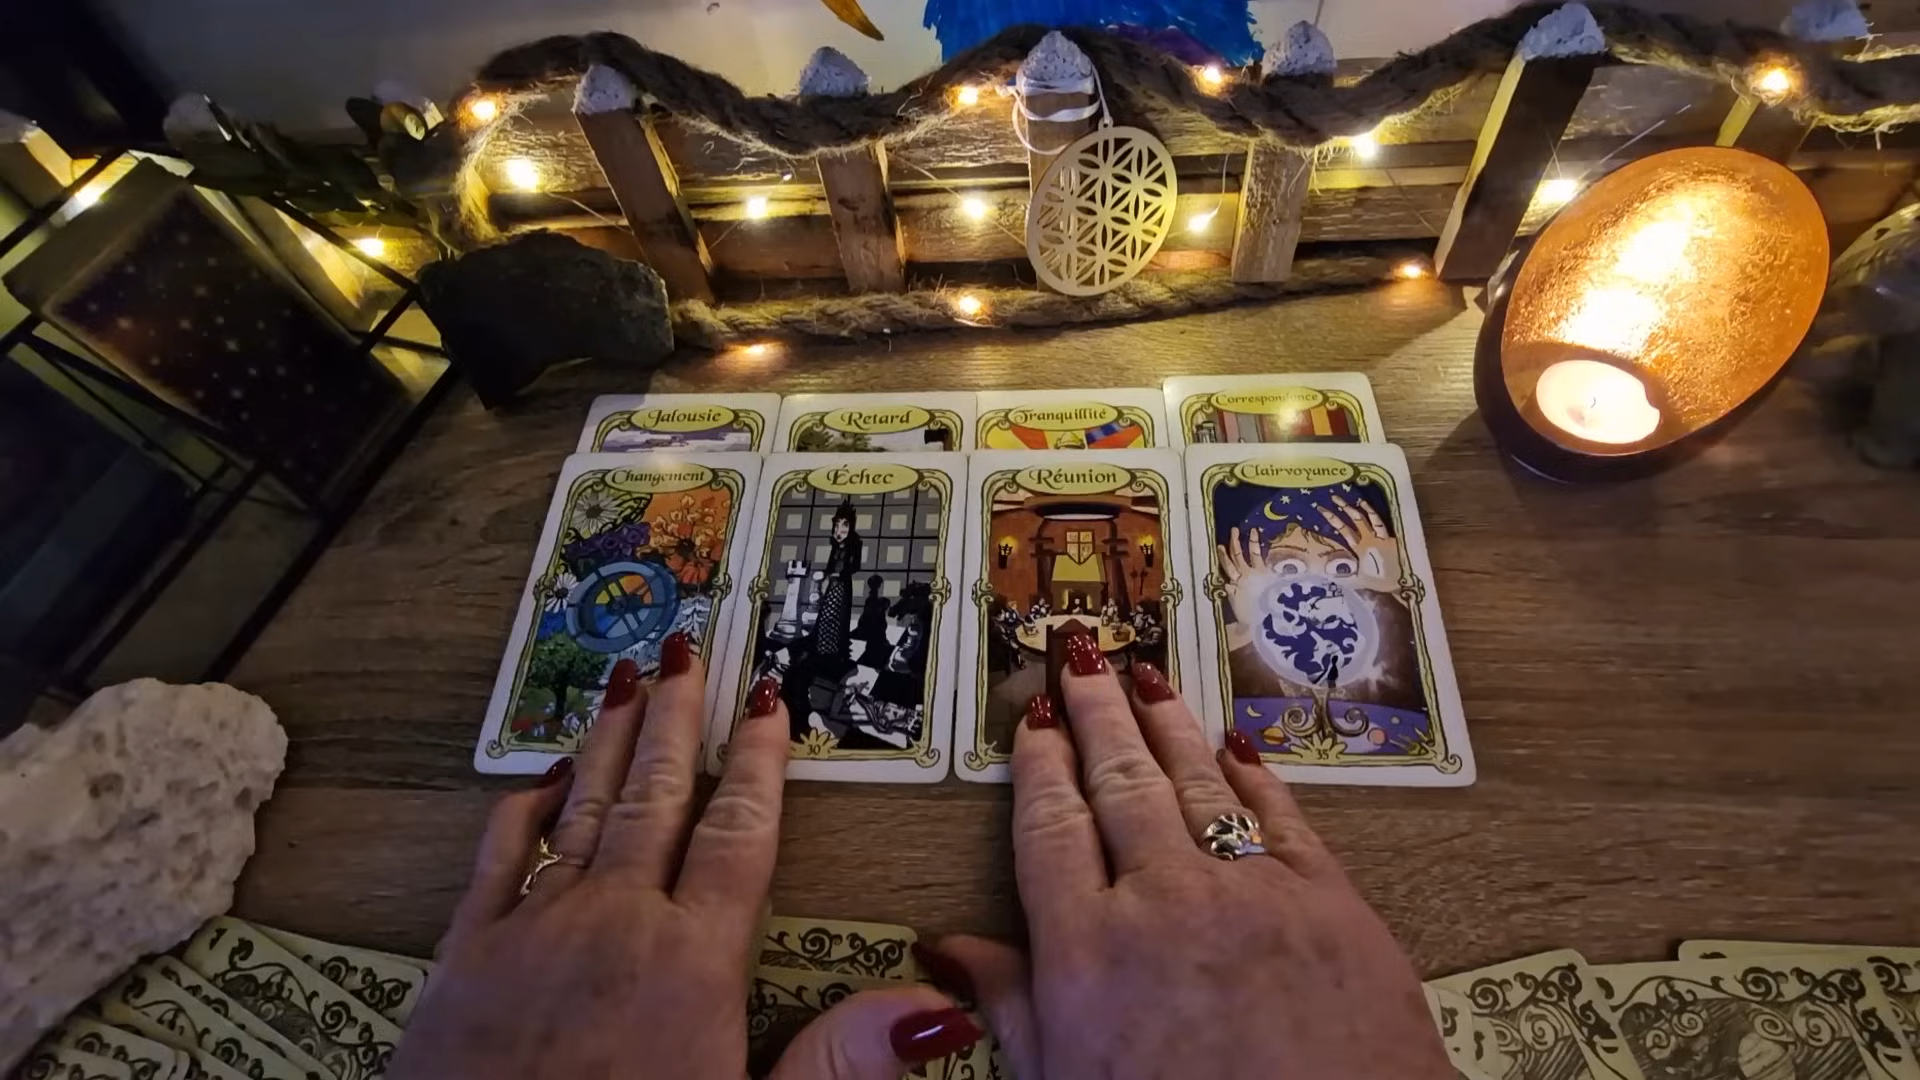 Jalousie
Retard
Tranquillité
Correspondance
Changement
Échec
Réunion
Clairvoyance
30
35